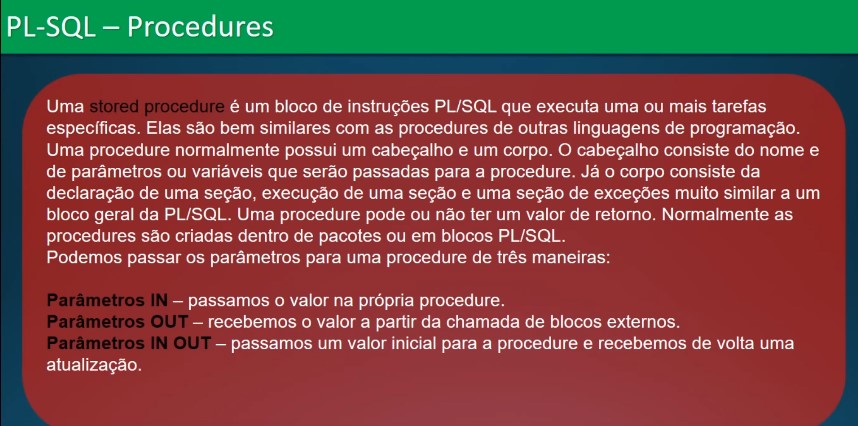 PL-SQL – Procedures
Uma stored procedure é um bloco de instruções PL/SQL que executa uma ou mais tarefas
específicas. Elas são bem similares com as procedures de outras linguagens de programação.
Uma procedure normalmente possui um cabeçalho e um corpo. O cabeçalho consiste do nome e
de parâmetros ou variáveis que serão passadas para a procedure. Já o corpo consiste da
declaração de uma seção, execução de uma seção e uma seção de exceções muito similar a um
bloco geral da PL/SQL. Uma procedure pode ou não ter um valor de retorno. Normalmente as
procedures são criadas dentro de pacotes ou em blocos PL/SQL.
Podemos passar os parâmetros para uma procedure de três maneiras:
Parâmetros IN – passamos o valor na própria procedure.
Parâmetros OUT – recebemos o valor a partir da chamada de blocos externos.
Parâmetros IN OUT – passamos um valor inicial para a procedure e recebemos de volta uma
atualização.